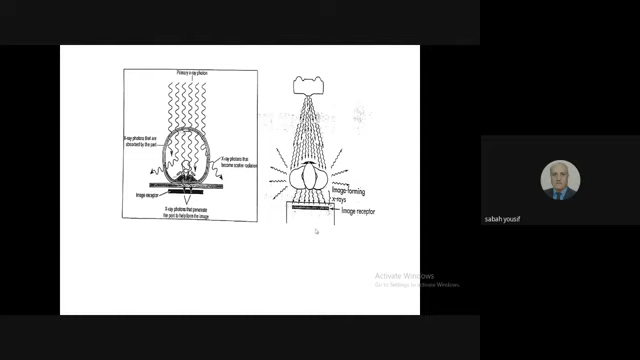 Primary x-ray photon
X-ray photons that are
absorbed by the part
X-ray photons that
become scatter radiation
Image receptor
X-ray photons that penetrate
the part to help form the image
Image-forming
x-rays
Image receptor
Activate Windows
Go to Settings to activate Windows.
sabah yousif